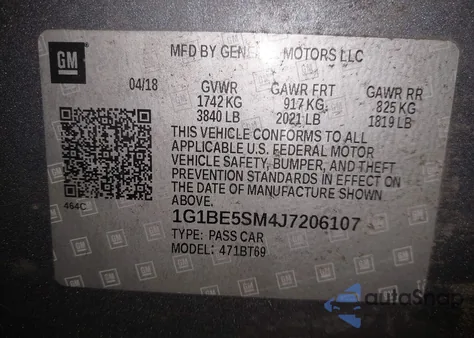 GM
MFD BY GENE MOTORS LLC
04/18
GVWR GAWR FRT GAWR RR
1742 KG 917 KG 825 KG
3840 LB 2021 LB 1819 LB
THIS VEHICLE CONFORMS TO ALL
APPLICABLE U.S. FEDERAL MOTOR
VEHICLE SAFETY, BUMPER, AND THEFT
PREVENTION STANDARDS IN EFFECT ON
THE DATE OF MANUFACTURE SHOWN
ABOVE.
464C
1G1BE5SM4J7206107
TYPE: PASS CAR
MODEL: 471BT69
autoSnap